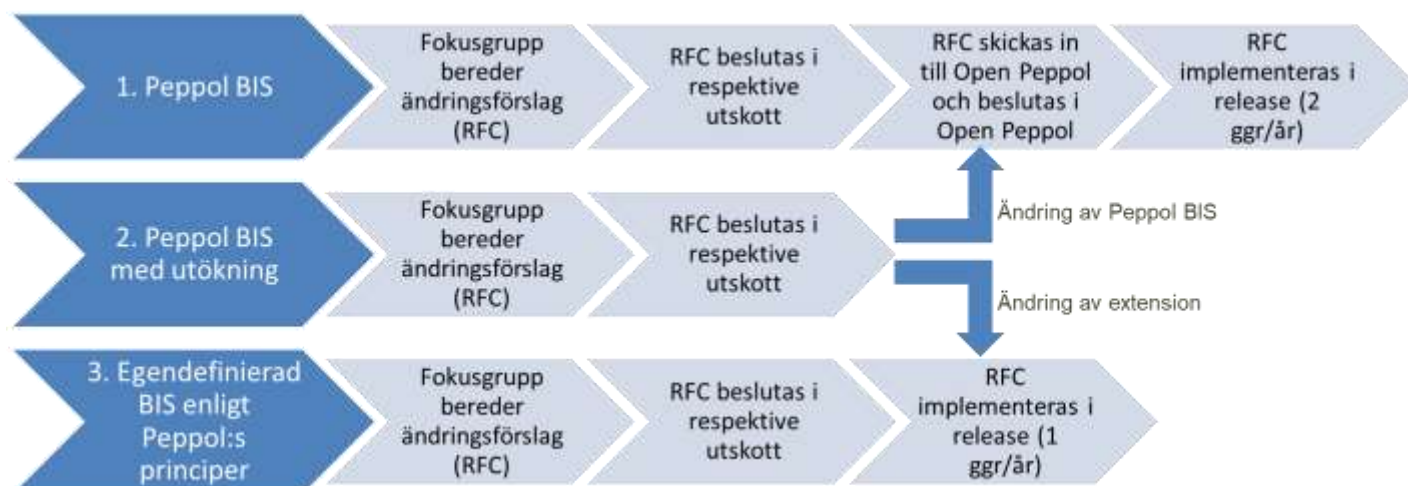 1. Peppol BIS
Fokusgrupp
bereder
ändringsförslag
(RFC)
RFC beslutas i
respektive
utskott
RFC skickas in
till Open Peppol
och beslutas i
Open Peppol
RFC
implementeras i
release (2
ggr/år)
2. Peppol BIS
med utökning
Fokusgrupp
bereder
ändringsförslag
(RFC)
RFC beslutas i
respektive
utskott
Ändring av Peppol BIS
Ändring av extension
3. Egendefinierad
BIS enligt
Peppol:s
principer
Fokusgrupp
bereder
ändringsförslag
(RFC)
RFC beslutas i
respektive
utskott
RFC
implementeras i
release (1
ggr/år)